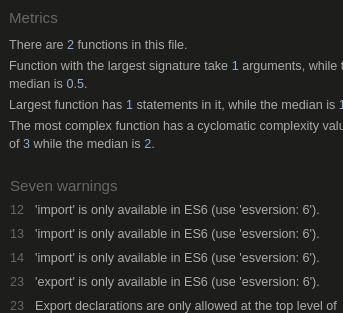 Metrics
There are 2 functions in this file.
Function with the largest signature take 1 arguments, while
median is 0.5.
Largest function has 1 statements in it, while the median is 1
The most complex function has a cyclomatic complexity
of 3 while the median is 2.
Seven warnings
12 'import' is only available in ES6 (use 'esversion: 6').
13 'import' is only available in ES6 (use 'esversion: 6').
14 'import' is only available in ES6 (use 'esversion: 6').
23 'export' is only available in ES6 (use 'esversion: 6').
23 Export declarations are only allowed at the top level of